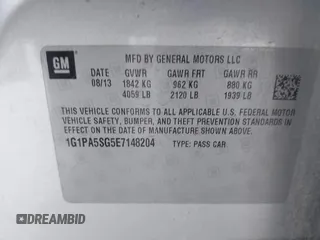 GM
MFD BY GENERAL MOTORS LLC
DATE GVWR GAWR FRT GAWR RR
08/13 1842 KG 962 KG 880 KG
4059 LB 2120 LB 1939 LB
THIS VEHICLE CONFORMS TO ALL APPLICABLE U.S. FEDERAL MOTOR
VEHICLE SAFETY, BUMPER, AND THEFT PREVENTION STANDARDS IN
EFFECT ON THE DATE OF MANUFACTURE SHOWN ABOVE.
1G1PA5SG5E7148204 TYPE: PASS CAR
DREAMBID